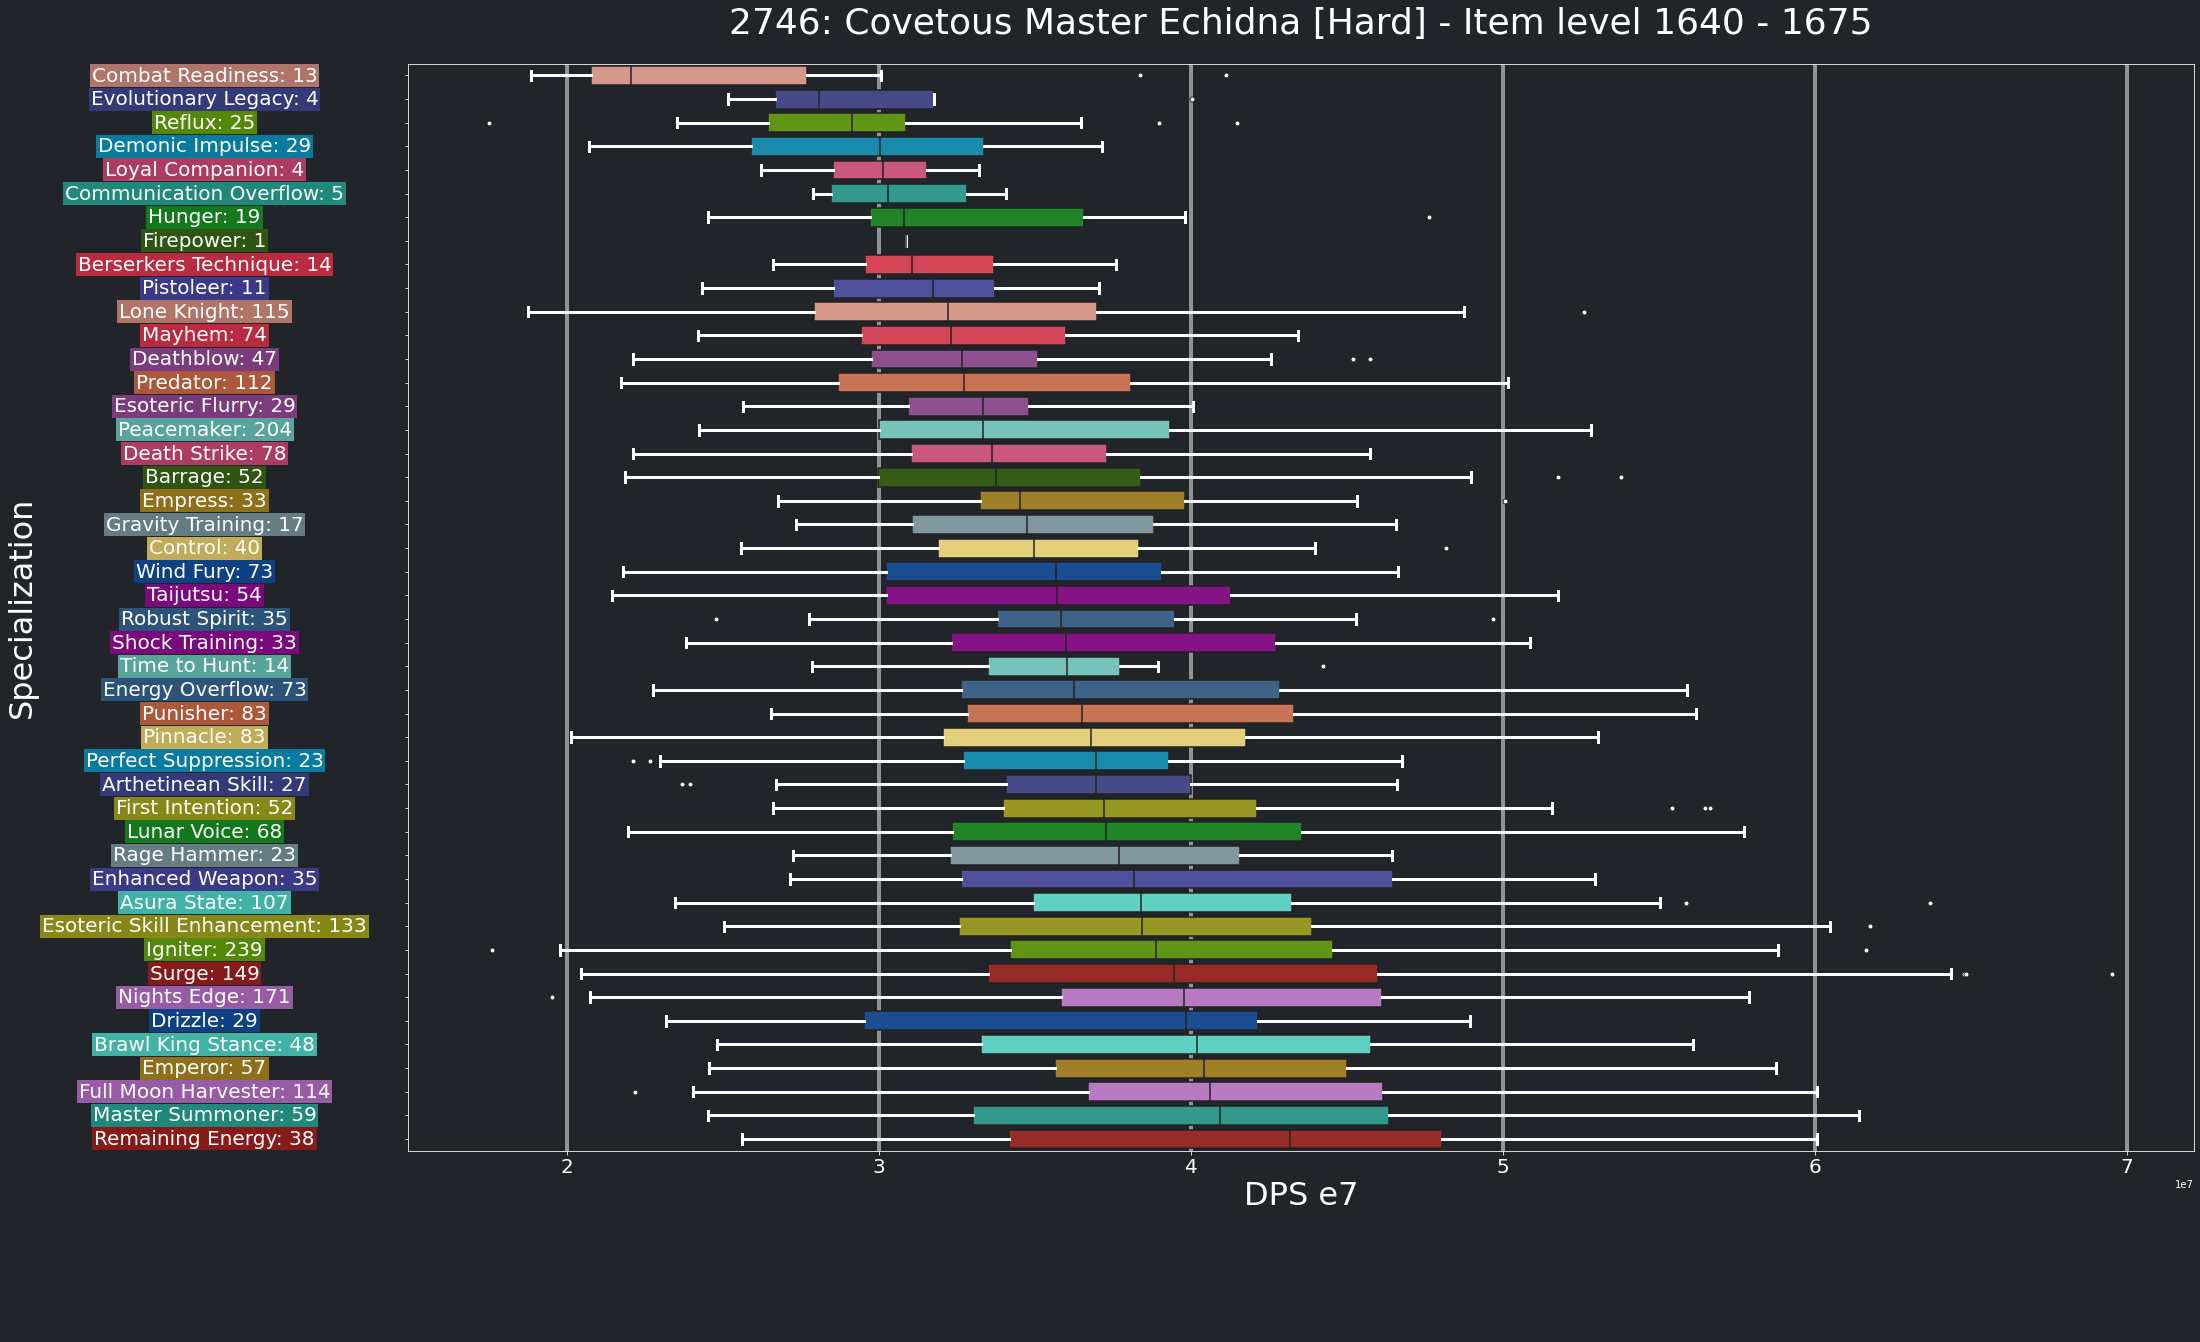 2746: Covetous Master Echidna [Hard] - Item level 1640 - 1675
Specialization
Combat Readiness: 13
Evolutionary Legacy: 4
Reflux: 25
Demonic Impulse: 29
Loyal Companion: 4
Communication Overflow: 5
Hunger: 19
Firepower: 1
Berserkers Technique: 14
Pistoleer: 11
Lone Knight: 115
Mayhem: 74
Deathblow: 47
Predator: 112
Esoteric Flurry: 29
Peacemaker: 204
Death Strike: 78
Barrage: 52
Empress: 33
Gravity Training: 17
Control: 40
Wind Fury: 73
Taijutsu: 54
Robust Spirit: 35
Shock Training: 33
Time to Hunt: 14
Energy Overflow: 73
Punisher: 83
Pinnacle: 83
Perfect Suppression: 23
Arthetinean Skill: 27
First Intention: 52
Lunar Voice: 68
Rage Hammer: 23
Enhanced Weapon: 35
Asura State: 107
Esoteric Skill Enhancement: 133
Igniter: 239
Surge: 149
Nights Edge: 171
Drizzle: 29
Brawl King Stance: 48
Emperor: 57
Full Moon Harvester: 114
Master Summoner: 59
Remaining Energy: 38
2 3 4 5 6 7
DPS e7
1e7